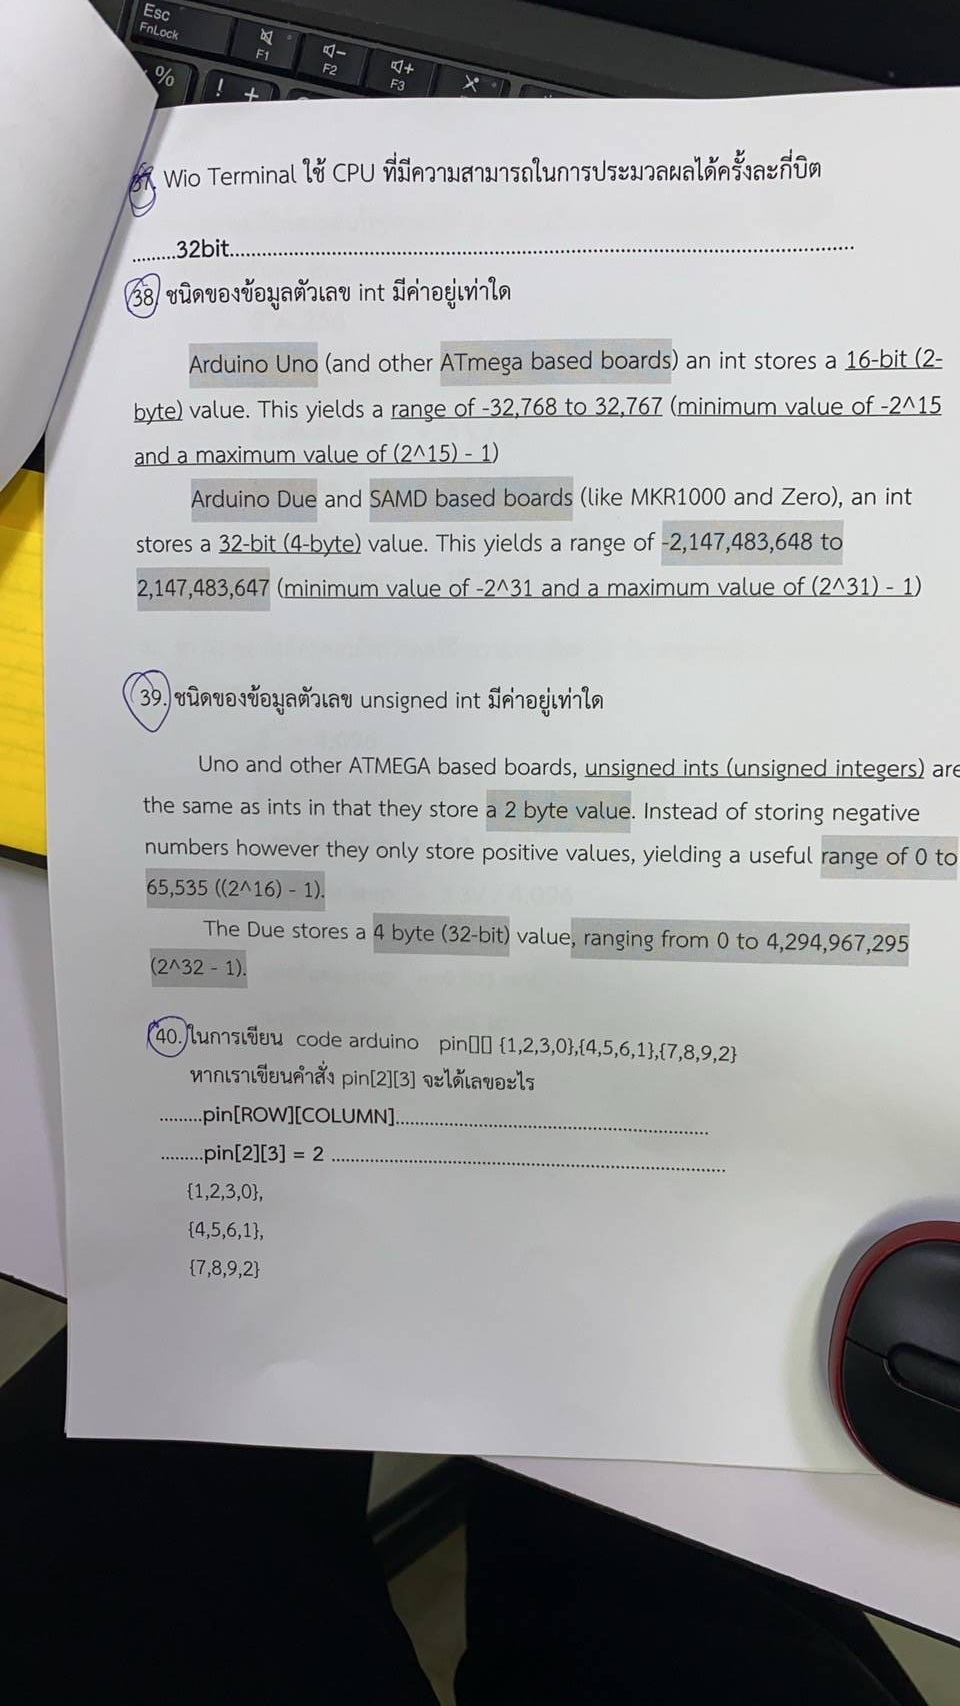 Esc
FnLock
F1
F2
F3
%
!
+
37. Wio Terminal ใช้ CPU ที่มีความสามารถในการประมวลผลได้ครั้งละกี่บิต
.........32bit................................................................................................................
38. ชนิดของข้อมูลตัวเลข int มีค่าอยู่เท่าใด
Arduino Uno (and other ATmega based boards) an int stores a 16-bit (2-
byte) value. This yields a range of -32,768 to 32,767 (minimum value of -2^15
and a maximum value of (2^15) - 1)
Arduino Due and SAMD based boards (like MKR1000 and Zero), an int
stores a 32-bit (4-byte) value. This yields a range of -2,147,483,648 to
2,147,483,647 (minimum value of -2^31 and a maximum value of (2^31) - 1)
39. ชนิดของข้อมูลตัวเลข unsigned int มีค่าอยู่เท่าใด
Uno and other ATMEGA based boards, unsigned ints (unsigned integers) are
the same as ints in that they store a 2 byte value. Instead of storing negative
numbers however they only store positive values, yielding a useful range of 0 to
65,535 ((2^16) - 1).
The Due stores a 4 byte (32-bit) value, ranging from 0 to 4,294,967,295
(2^32 - 1).
40. ในการเขียน code arduino pin[][] {1,2,3,0},{4,5,6,1},{7,8,9,2}
หากเราเขียนคำสั่ง pin[2][3] จะได้เลขอะไร
.........pin[ROW][COLUMN]............................................................
.........pin[2][3] = 2 ...........................................................................
{1,2,3,0},
{4,5,6,1},
{7,8,9,2}